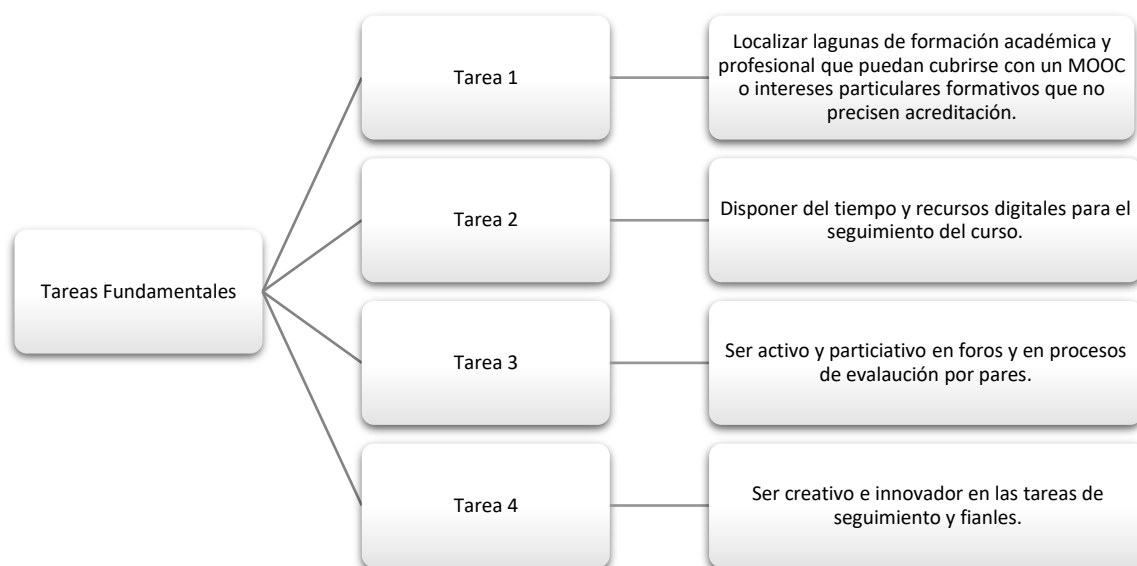 Tareas Fundamentales
Tarea 1
Localizar lagunas de formación académica y
profesional que puedan cubrirse con un MOOC
o intereses particulares formativos que no
precisen acreditación.
Tarea 2
Disponer del tiempo y recursos digitales para el
seguimiento del curso.
Tarea 3
Ser activo y particiativo en foros y en procesos
de evalaución por pares.
Tarea 4
Ser creativo e innovador en las tareas de
seguimiento y fianles.